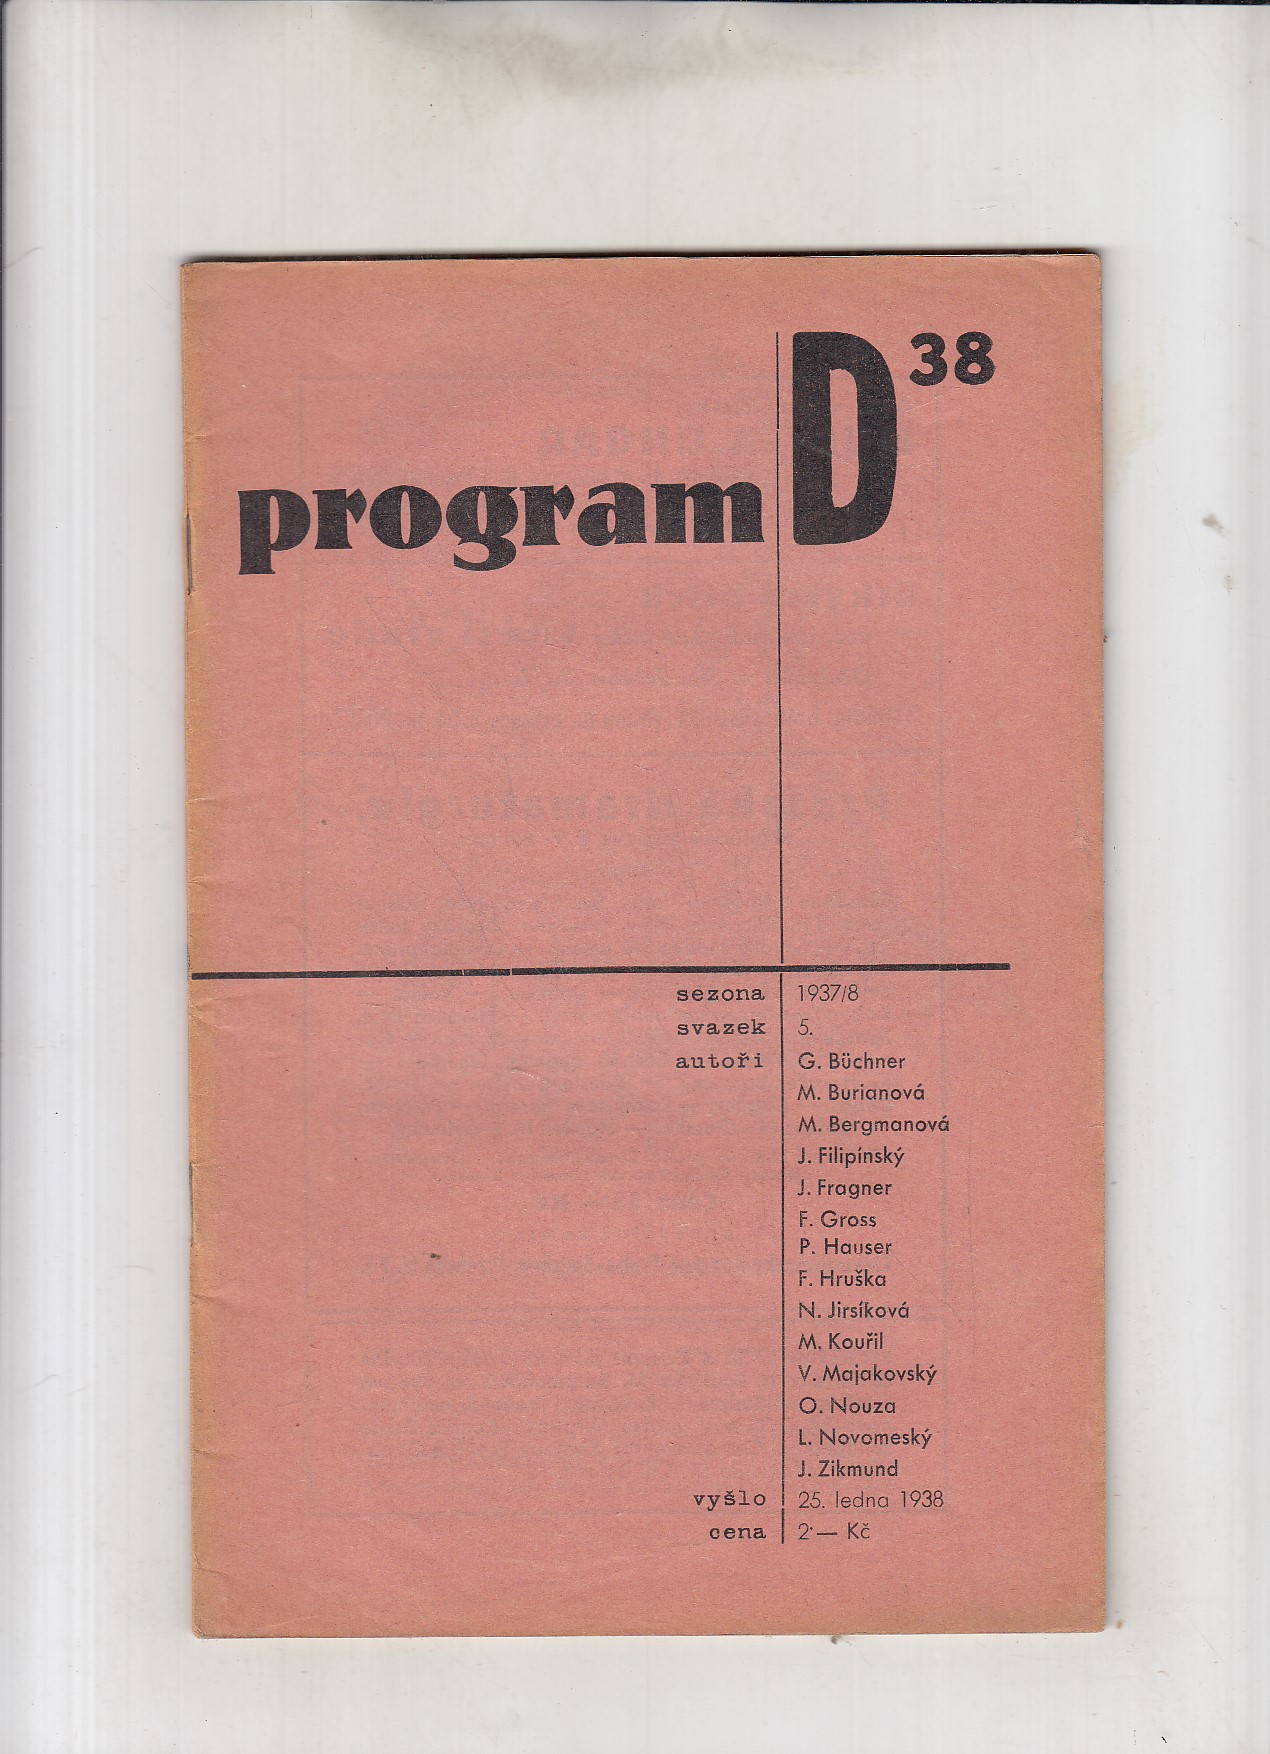 program D 38
sezona 1937/8
svazek 5.
autoři G. Büchner
M. Burianová
M. Bergmanová
J. Filipínský
J. Fragner
F. Gross
P. Hauser
F. Hruška
N. Jirsíková
M. Kouřil
V. Majakovský
O. Nouza
L. Novomeský
J. Zikmund
vyšlo 25. ledna 1938
cena 2·— Kč